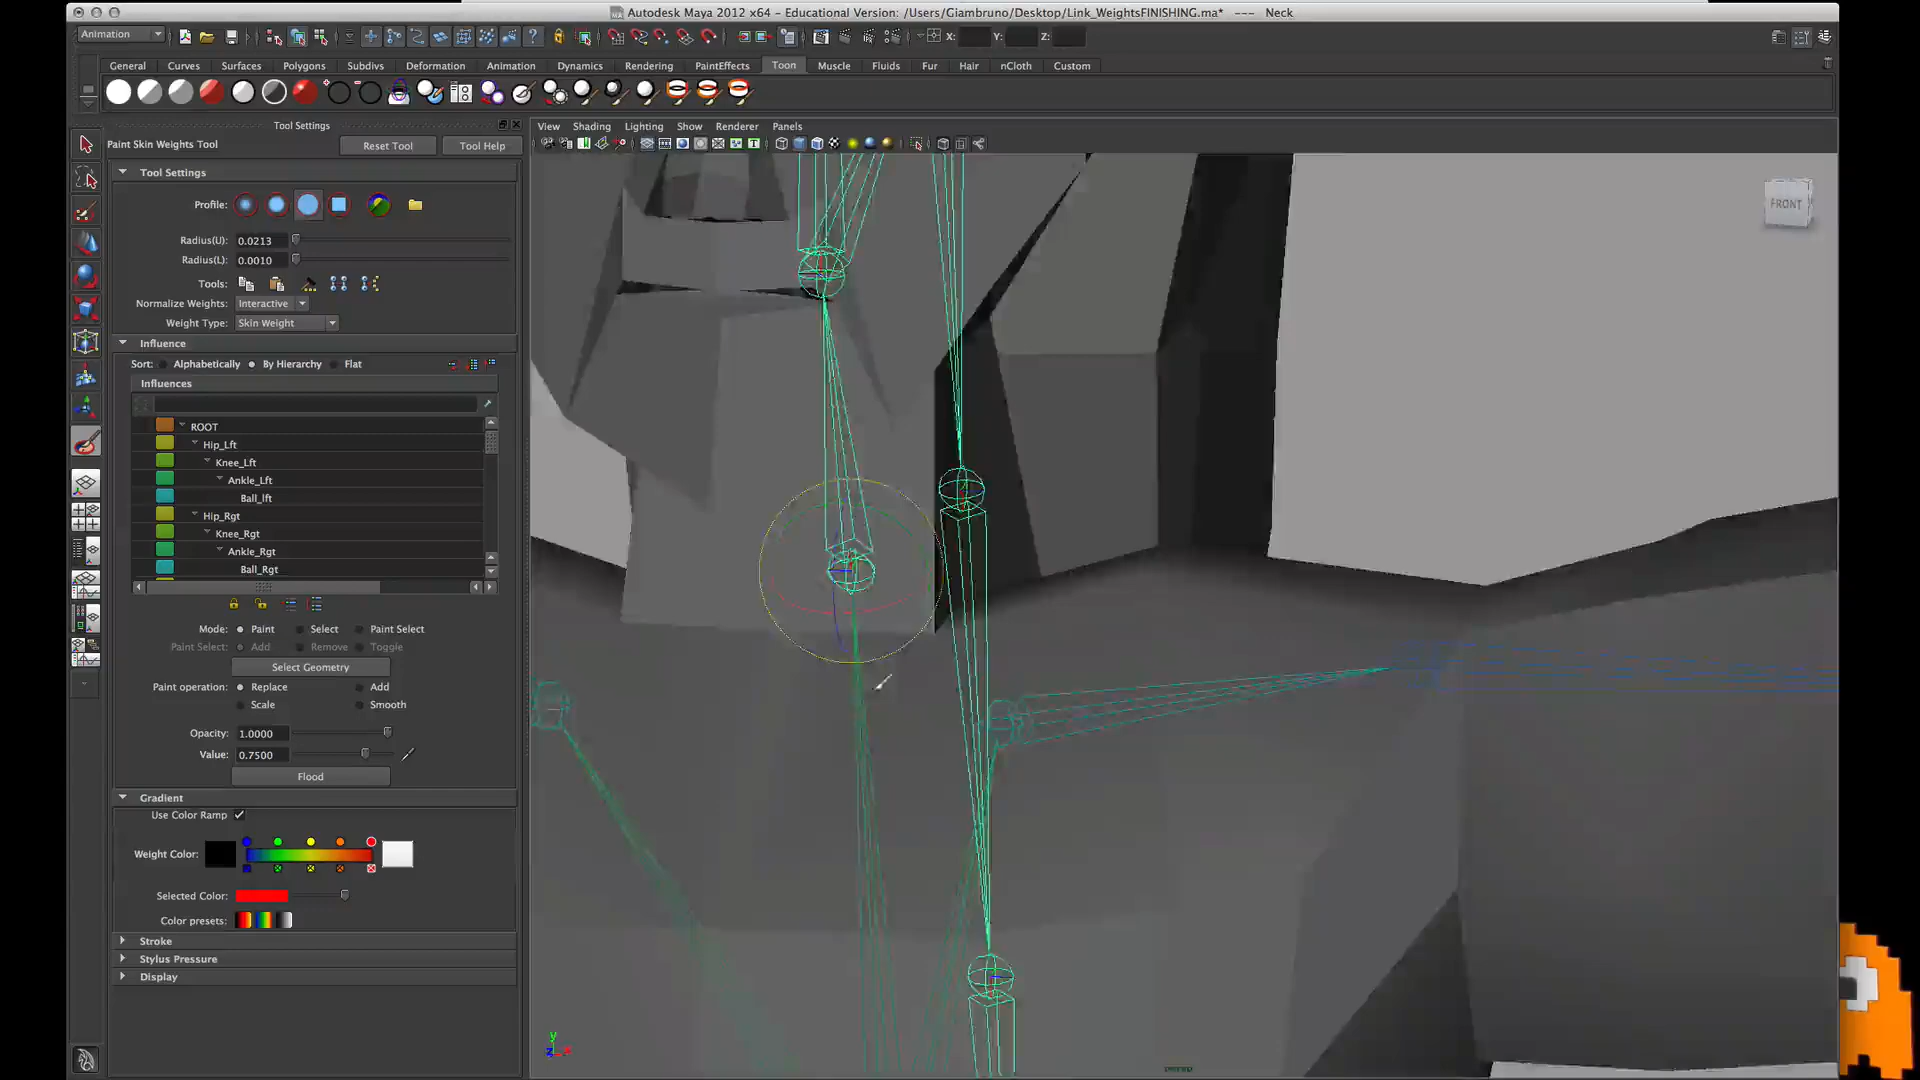 Autodesk Maya 2012 x64 - Educational Version: /Users/Giambruno/Desktop/Link_WeightsFINISHING.ma* --- Neck
Animation X: Y: Z:
General Curves Surfaces Polygons Subdivs Deformation Animation Dynamics Rendering PaintEffects Toon Muscle Fluids Fur Hair nCloth Custom
Tool Settings
Paint Skin Weights Tool Reset Tool Tool Help
View Shading Lighting Show Renderer Panels
Tool Settings
Profile:
Radius(U): 0.0213
Radius(L): 0.0010
Tools:
Normalize Weights: Interactive
Weight Type: Skin Weight
Influence
Sort: Alphabetically By Hierarchy Flat
Influences
ROOT
Hip_Lft
Knee_Lft
Ankle_Lft
Ball_lft
Hip_Rgt
Knee_Rgt
Ankle_Rgt
Ball_Rgt
Mode: Paint Select Paint Select
Paint Select: Add Remove Toggle
Select Geometry
Paint operation: Replace Add
Scale Smooth
Opacity: 1.0000
Value: 0.7500
Flood
Gradient
Use Color Ramp
Weight Color:
Selected Color:
Color presets:
Stroke
Stylus Pressure
Display
FRONT
y
z x
persp